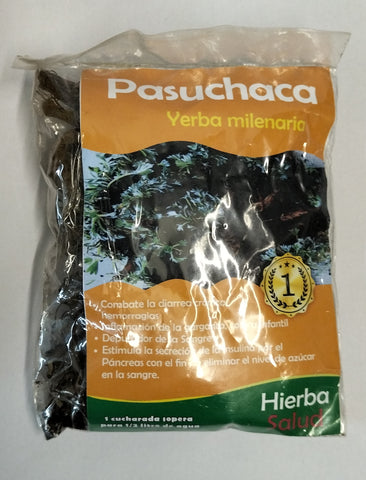 Pasuchaca
Yerba milenaria
1
• Combate la diarrea crónica,
hemorragias
Inflamación de la garganta, infantil
• Depurador de la Sangre
• Estimula la secreción de la insulina por el
Páncreas con el fin de eliminar el nivel de azúcar
en la sangre.
Hierba
Salud
1 cucharada sopera
para 1/2 litro de agua